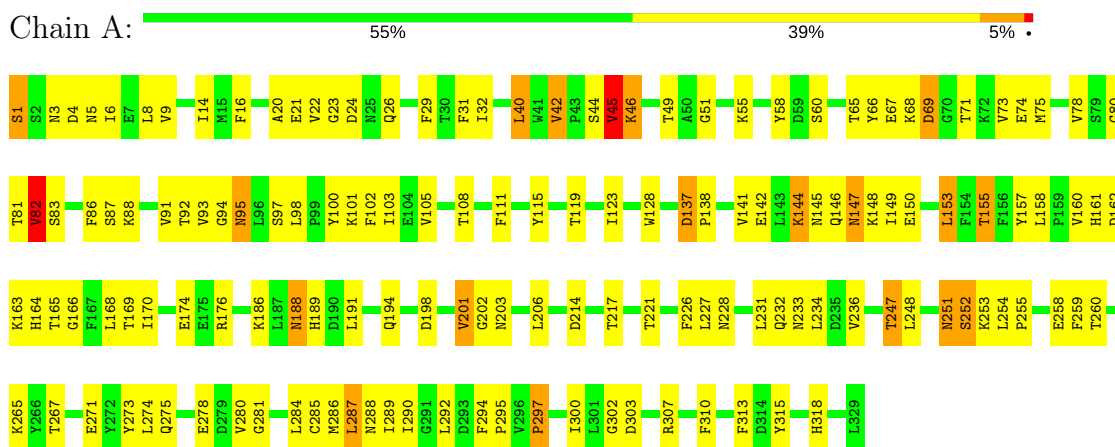 Chain A:
55% 39% 5% •
S1 S2 N3 D4 N5 I6 E7 L8 V9 I14 M15 F16 A20 E21 V22 G23 D24 N25 Q26 F29 T30 F31 I32 L40 W41 V42 P43 S44 V45 K46 T49 A50 G51 K55 Y58 D59 S60 T65 Y66 E67 K68 D69 G70 T71 K72 V73 E74 M75 V78 S79 G80
T81 V82 S83 F86 S87 K88 V91 T92 V93 G94 N95 L96 S97 L98 P99 Y100 K101 F102 I103 E104 V105 T108 F111 Y115 T119 I123 W128 D137 P138 V141 E142 L143 K144 N145 Q146 N147 K148 I149 E150 L153 F154 T155 F156 Y157 L158 P159 V160 H161 D162
K163 H164 T165 G166 F167 L168 T169 I170 E174 E175 R176 K186 L187 N188 H189 D190 L191 Q194 D198 V201 G202 N203 L206 D214 T217 T221 F226 L227 N228 L231 Q232 N233 L234 D235 V236 T247 L248 N251 S252 K253 L254 P255 E258 F259 T260
K265 Y266 T267 E271 Y272 Y273 L274 Q275 E278 D279 V280 G281 L284 C285 M286 L287 N288 I289 I290 G291 L292 D293 F294 P295 Y296 P297 I300 L301 G302 D303 R307 F310 F313 D314 Y315 H318 L329